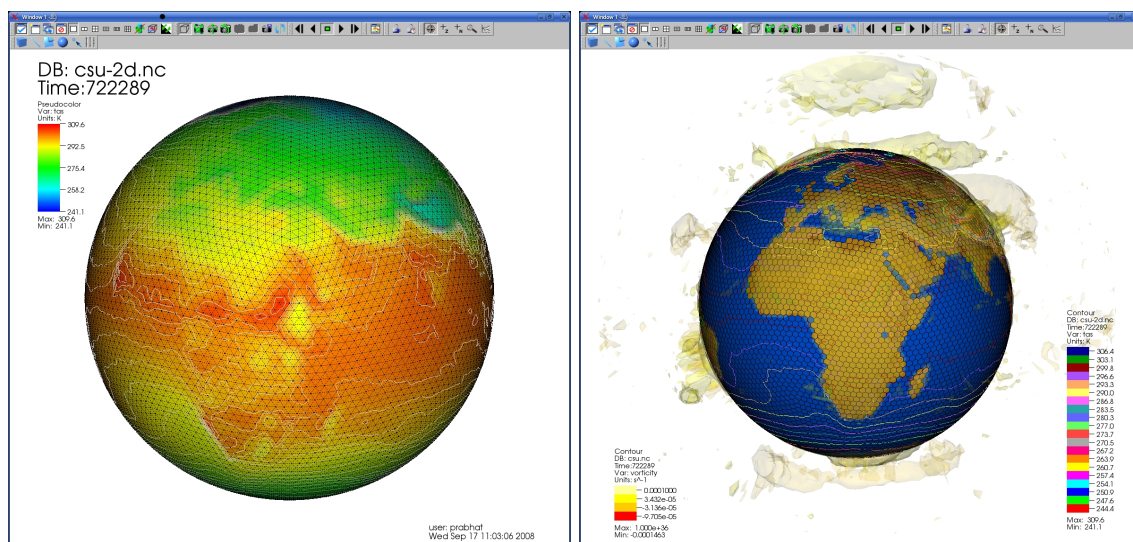 Window 1
DB: csu-2d.nc
Time:722289
Pseudocolor
Var: tas
Units: K
309.6
292.5
275.4
258.2
241.1
Max: 309.6
Min: 241.1
user: prabhat
Wed Sep 17 11:03:06 2008
Window 1
Contour
DB: csu-2d.nc
Time:722289
Var: tas
Units: K
306.4
303.1
299.8
296.6
293.3
290.0
286.8
283.5
280.3
277.0
273.7
270.5
267.2
263.9
260.7
257.4
254.1
250.9
247.6
244.4
Max: 309.6
Min: 241.1
Contour
DB: csu.nc
Time:722289
Var: vorticity
Units: s^-1
0.0001000
3.432e-05
-3.136e-05
-9.705e-05
Max: 1.000e+36
Min: -0.0001463